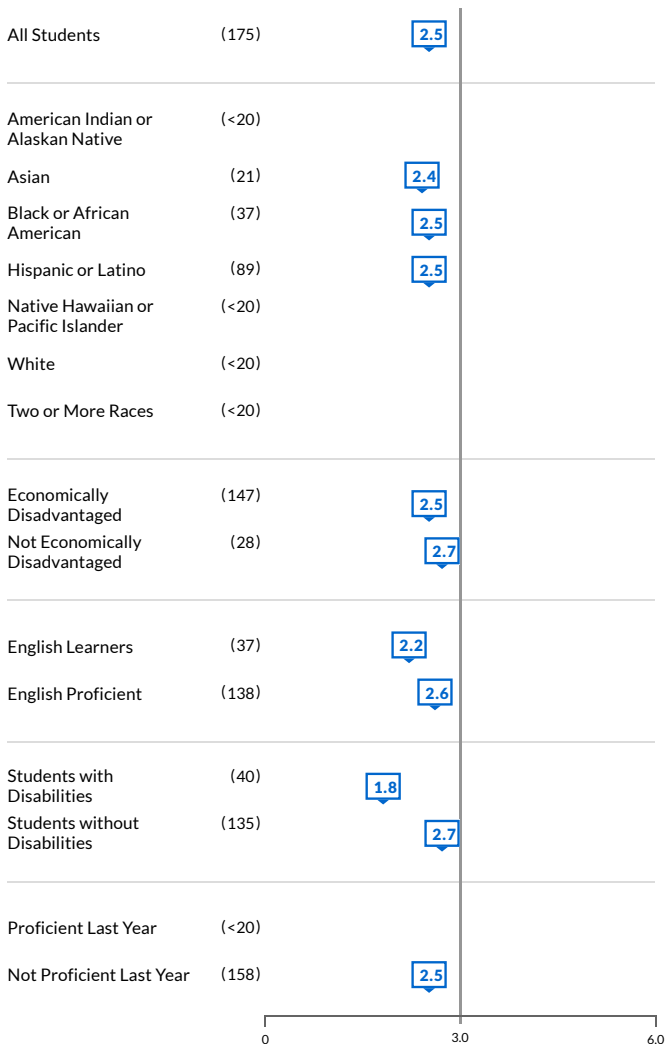 All Students (175) 2.5
American Indian or (<20)
Alaskan Native
Asian (21) 2.4
Black or African (37) 2.5
American
Hispanic or Latino (89) 2.5
Native Hawaiian or (<20)
Pacific Islander
White (<20)
Two or More Races (<20)
Economically (147) 2.5
Disadvantaged
Not Economically (28) 2.7
Disadvantaged
English Learners (37) 2.2
English Proficient (138) 2.6
Students with (40) 1.8
Disabilities
Students without (135) 2.7
Disabilities
Proficient Last Year (<20)
Not Proficient Last Year (158) 2.5
0 3.0 6.0